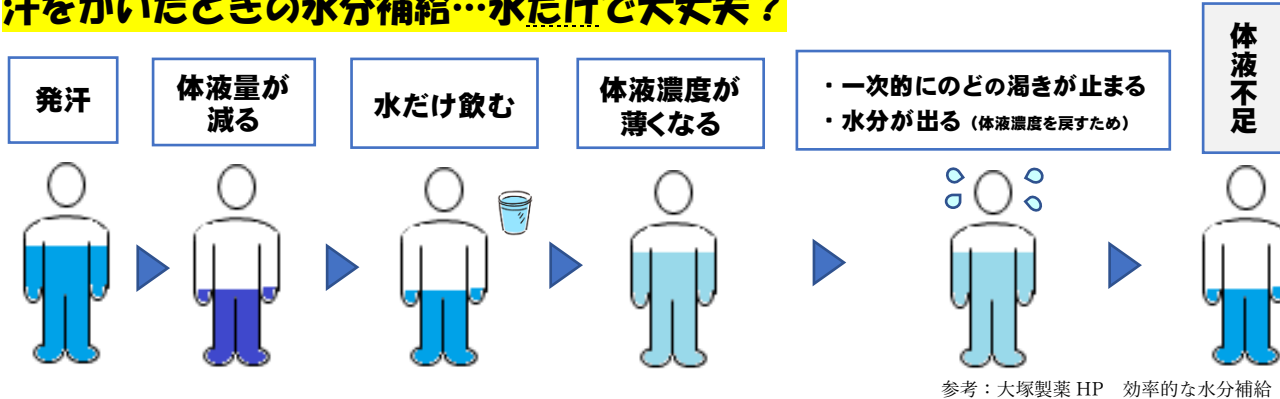 汗をかいたときの水分補給…水だけで大丈夫？
発汗
体液量が
減る
水だけ飲む
体液濃度が
薄くなる
・一次的にのどの渇きが止まる
・水分が出る（体液濃度を戻すため）
体液不足
参考：大塚製薬 HP　効率的な水分補給